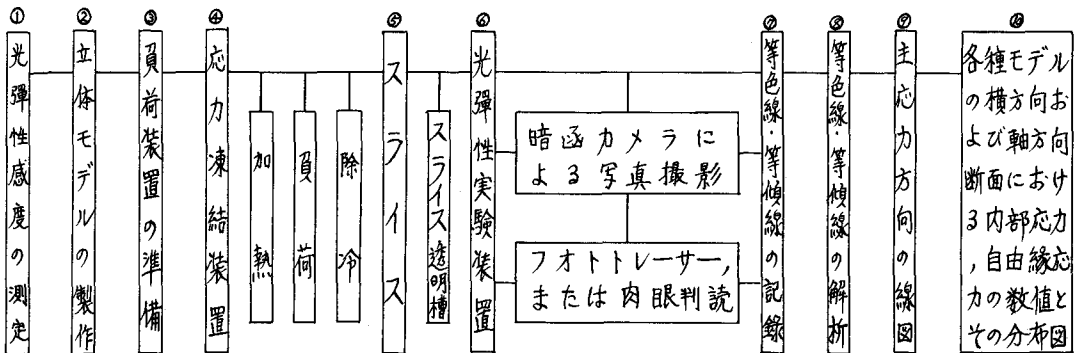 ①
光弾性感度の測定
②
立体モデルの製作
③
負荷装置の準備
④
応力凍結装置
加熱
負荷
除冷
⑤
スライス
スライス透明槽
⑥
光弾性実験装置
暗函カメラに
よる写真撮影
フオトトレーサー,
または肉眼判読
⑦
等色線・等傾線の記録
⑧
等色線・等傾線の解析
⑨
主応力方向の線図
⑩
各種モデル
の横方向お
よび軸方向
断面におけ
る内部応力
,自由縁応
力の数値と
その分布図